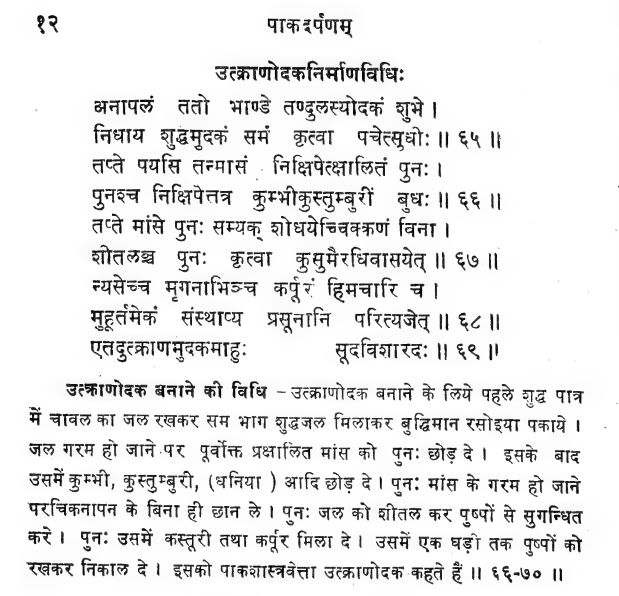 १२ पाकदर्पणम्
उत्क्राणोदकनिर्माणविधिः
अनापलं ततो भाण्डे तण्डुलस्योदकं शुभे ।
निधाय शुद्धमुदकं समं कृत्वा पचेत्सुधीः ॥ ६५ ॥
तप्ते पयसि तन्मासं निक्षिपेत्क्षालितं पुनः ।
पुनश्च निक्षिपेत्तत्र कुम्भीकुस्तुम्बुरीं बुधः ॥ ६६ ॥
तप्ते मांसे पुनः सम्यक् शोधयेच्चिक्कणं विना ।
शीतलञ्च पुनः कृत्वा कुसुमैरधिवासयेत् ॥ ६७ ॥
न्यसेच्च मृगनाभिञ्च कर्पूरं हिमचारि च ।
मुहूर्तमेकं संस्थाप्य प्रसूनानि परित्यजेत् ॥ ६८ ॥
एतदुत्क्राणमुदकमाहुः सूदविशारदः ॥ ६९ ॥
उत्क्राणोदक बनाने की विधि – उत्क्राणोदक बनाने के लिये पहले शुद्ध पात्र
में चावल का जल रखकर सम भाग शुद्धजल मिलाकर बुद्धिमान रसोइया पकाये ।
जल गरम हो जाने पर पूर्वोक्त प्रक्षालित मांस को पुनः छोड़ दे । इसके बाद
उसमें कुम्भी, कुस्तुम्बुरी, (धनिया ) आदि छोड़ दे । पुनः मांस के गरम हो जाने
परचिकनापन के बिना ही छान ले । पुनः जल को शीतल कर पुष्पों से सुगन्धित
करे । पुनः उसमें कस्तूरी तथा कर्पूर मिला दे । उसमें एक घड़ी तक पुष्पों को
रखकर निकाल दे । इसको पाकशास्त्रवेत्ता उत्क्राणोदक कहते हैं ॥ ६६-७० ॥